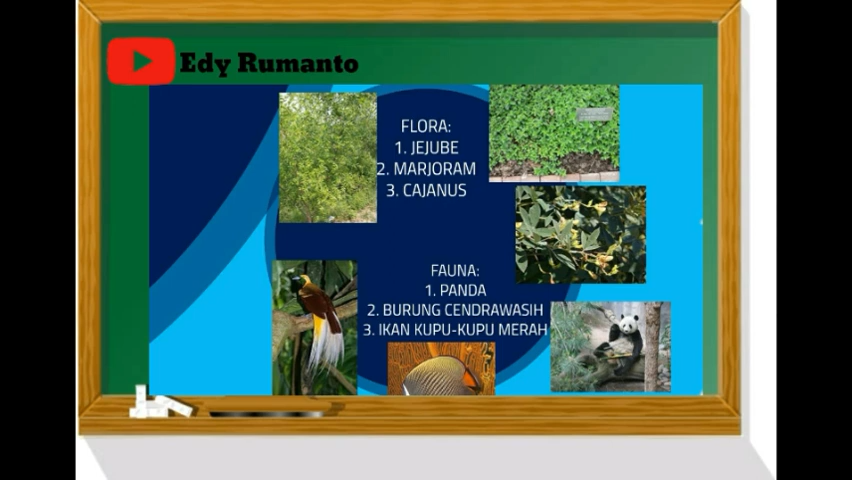 Edy Rumanto
FLORA:
1. JEJUBE
2. MARJORAM
3. CAJANUS
FAUNA:
1. PANDA
2. BURUNG CENDRAWASIH
3. IKAN KUPU-KUPU MERAH